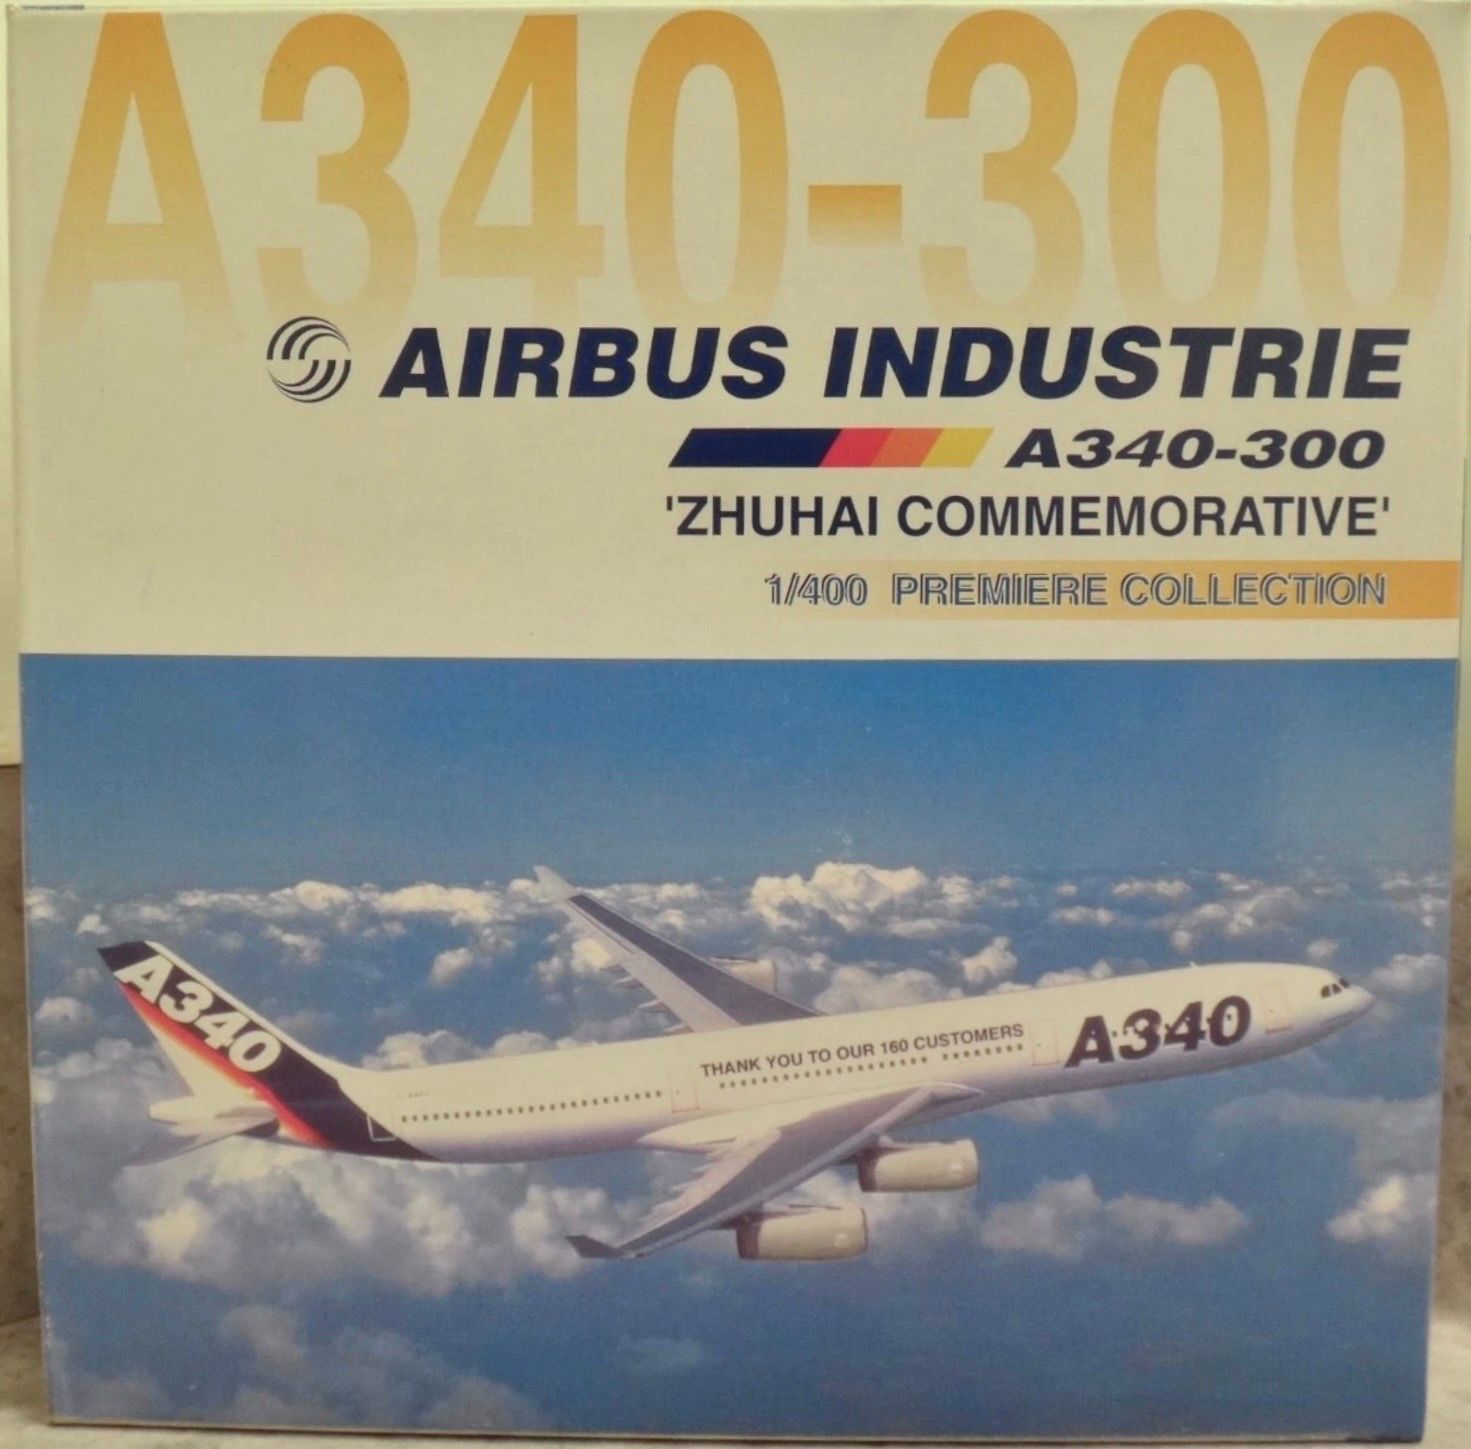 A340-300
AIRBUS INDUSTRIE
A340-300
'ZHUHAI COMMEMORATIVE'
1/400 PREMIERE COLLECTION
A340
THANK YOU TO OUR 160 CUSTOMERS
A340